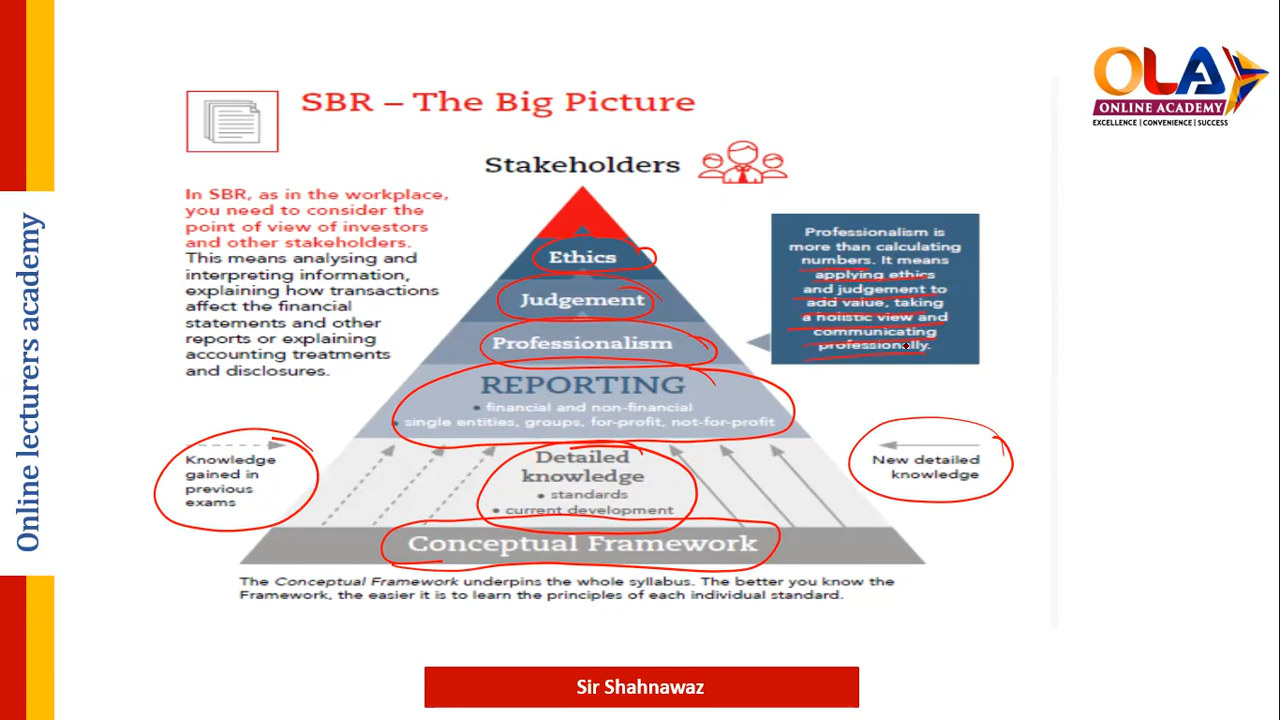 Online lecturers academy
OLA
ONLINE ACADEMY
EXCELLENCE | CONVENIENCE | SUCCESS
SBR – The Big Picture
Stakeholders
In SBR, as in the workplace,
you need to consider the
point of view of investors
and other stakeholders.
This means analysing and
interpreting information,
explaining how transactions
affect the financial
statements and other
reports or explaining
accounting treatments
and disclosures.
Ethics
Judgement
Professionalism
REPORTING
• financial and non-financial
• single entities, groups, for-profit, not-for-profit
Professionalism is
more than calculating
numbers. It means
applying ethics
and judgement to
add value, taking
a holistic view and
communicating
professionally.
Knowledge
gained in
previous
exams
Detailed
knowledge
• standards
• current development
New detailed
knowledge
Conceptual Framework
The Conceptual Framework underpins the whole syllabus. The better you know the
Framework, the easier it is to learn the principles of each individual standard.
Sir Shahnawaz